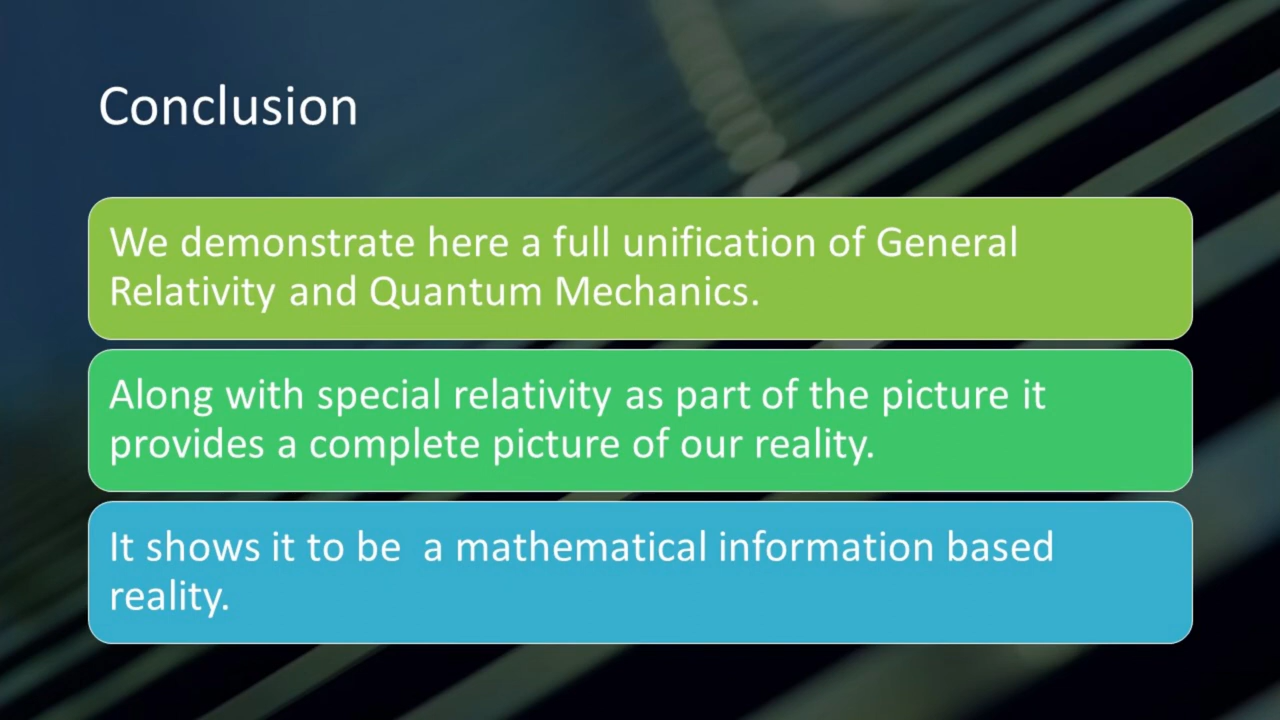 Conclusion
We demonstrate here a full unification of General
Relativity and Quantum Mechanics.
Along with special relativity as part of the picture it
provides a complete picture of our reality.
It shows it to be  a mathematical information based
reality.